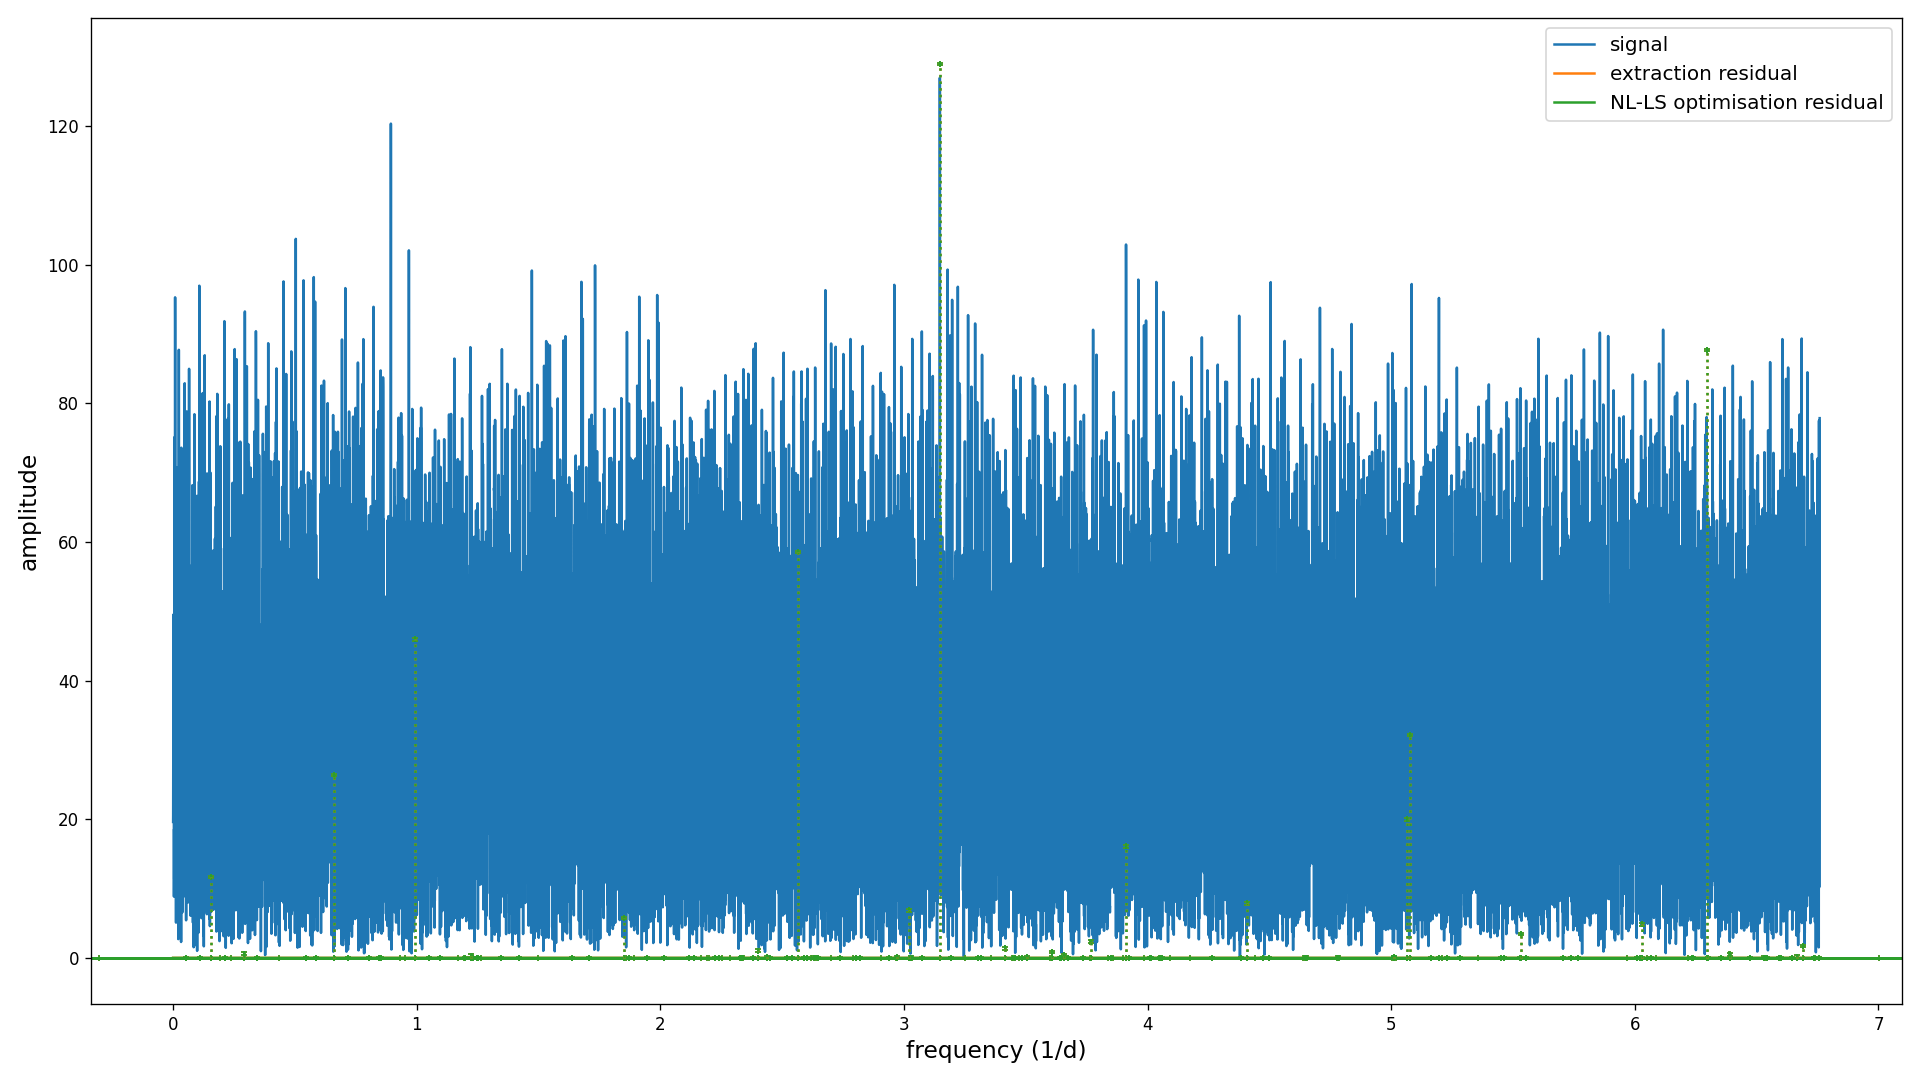 signal
extraction residual
NL-LS optimisation residual
amplitude
120
100
80
60
40
20
0
0 1 2 3 4 5 6 7
frequency (1/d)